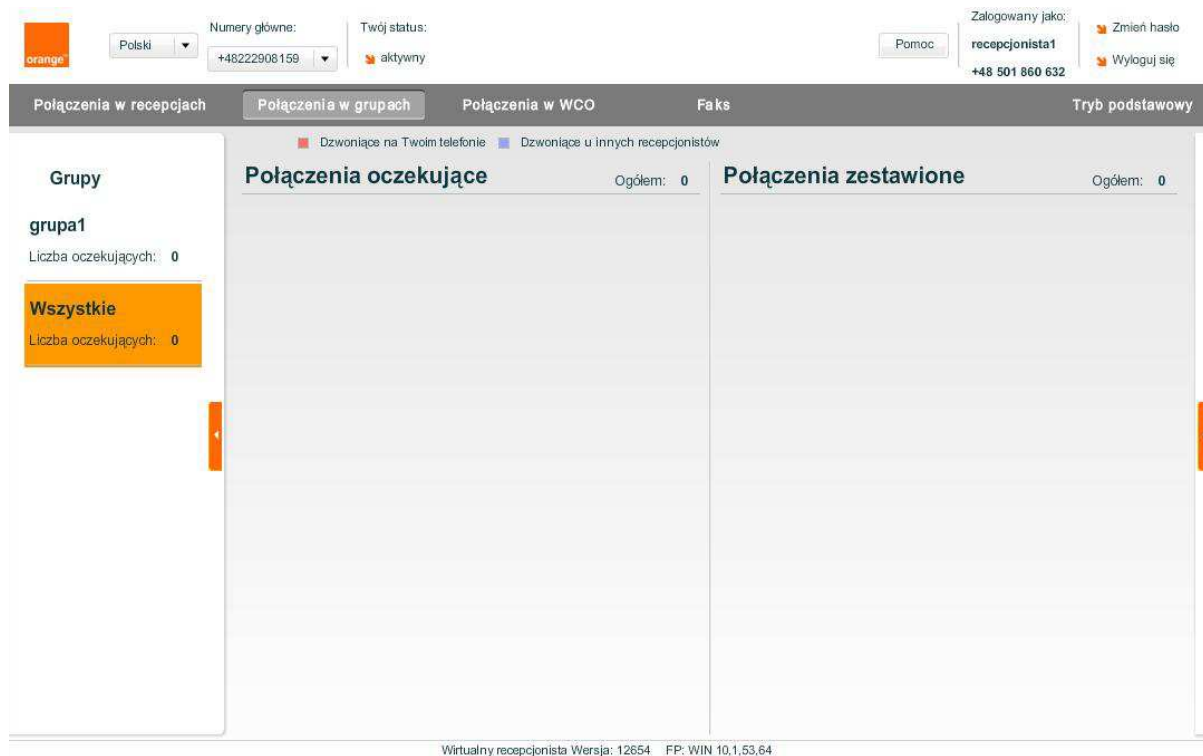 orange™
Polski
Numery główne:
+48222908159
Twój status:
aktywny
Pomoc
Zalogowany jako:
recepcjonista1
+48 501 860 632
Zmień hasło
Wyloguj się
Połączenia w recepcjach Połączenia w grupach Połączenia w WCO Faks Tryb podstawowy
Dzwoniące na Twoim telefonie Dzwoniące u innych recepcjonistów
Grupy
grupa1
Liczba oczekujących: 0
Wszystkie
Liczba oczekujących: 0
Połączenia oczekujące Ogółem: 0
Połączenia zestawione Ogółem: 0
Wirtualny recepcjonista Wersja: 12654 FP: WIN 10,1,53,64